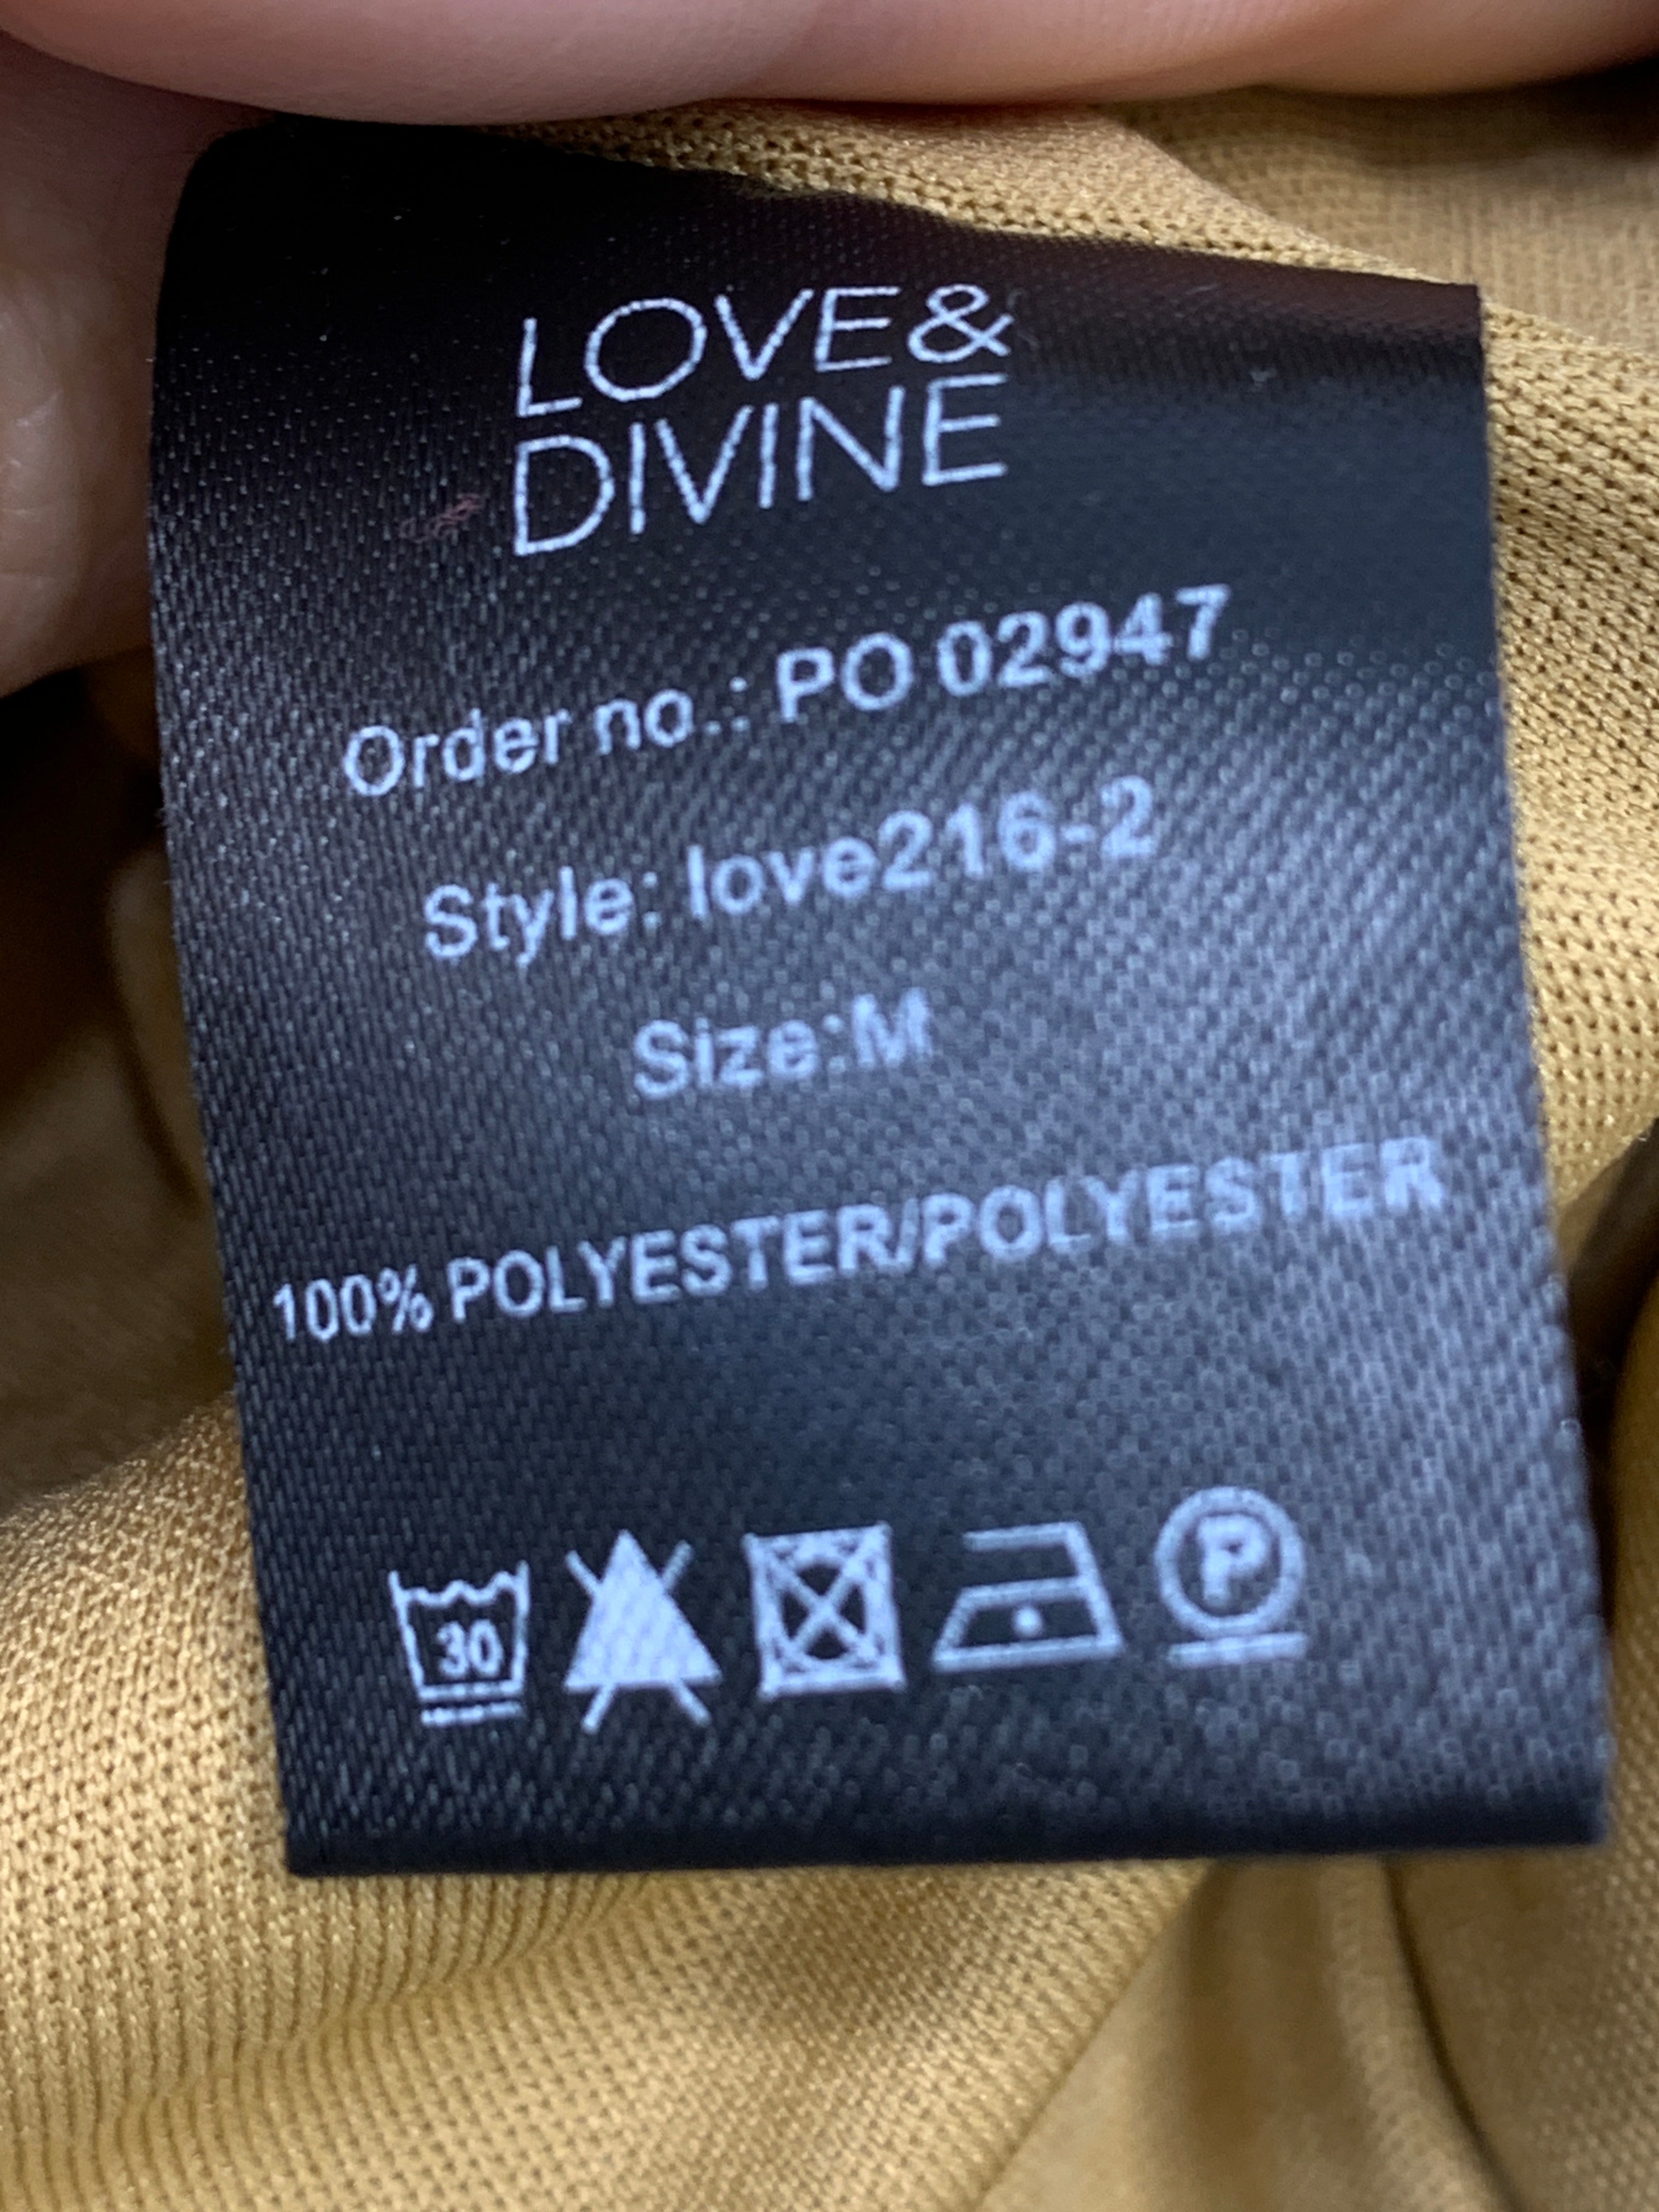 LOVE&
DIVINE
Order no.: PO 02947
Style: love216-2
Size:M
100% POLYESTER/POLYESTER
30 P